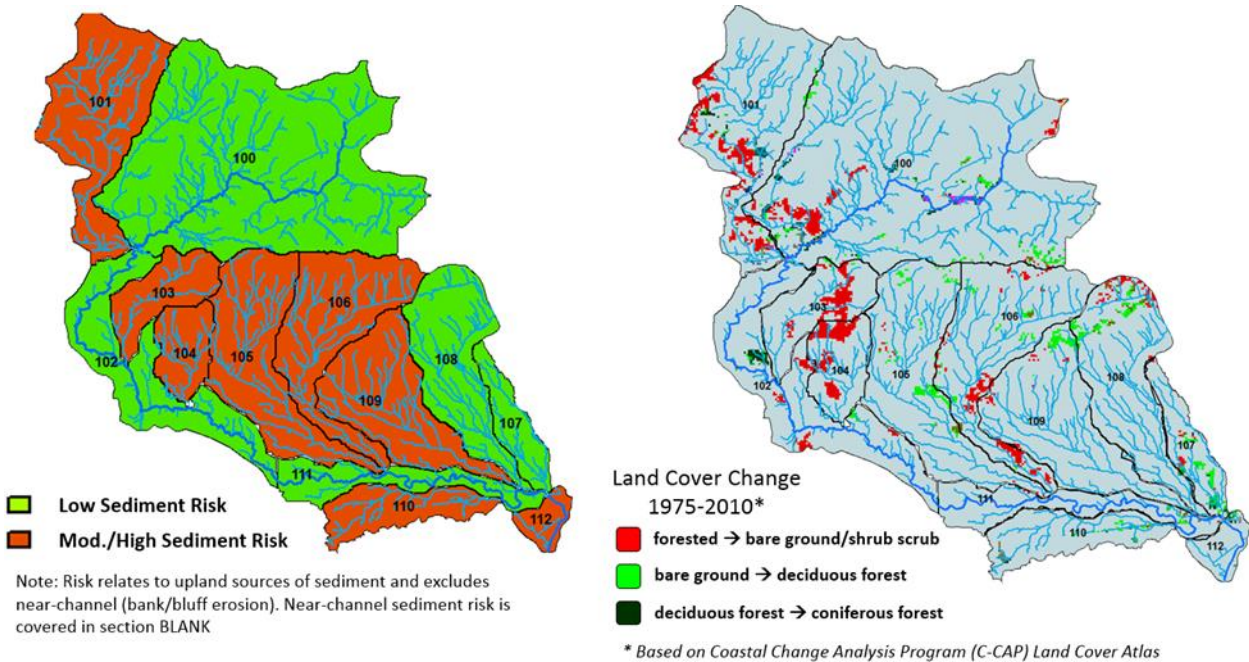 101
100
103
106
104
105
102
108
109
107
111
110
112
Low Sediment Risk
Mod./High Sediment Risk
Note: Risk relates to upland sources of sediment and excludes
near-channel (bank/bluff erosion). Near-channel sediment risk is
covered in section BLANK
101
100
103
106
104
105
102
108
109
107
111
110
112
Land Cover Change
1975-2010*
forested → bare ground/shrub scrub
bare ground → deciduous forest
deciduous forest → coniferous forest
* Based on Coastal Change Analysis Program (C-CAP) Land Cover Atlas